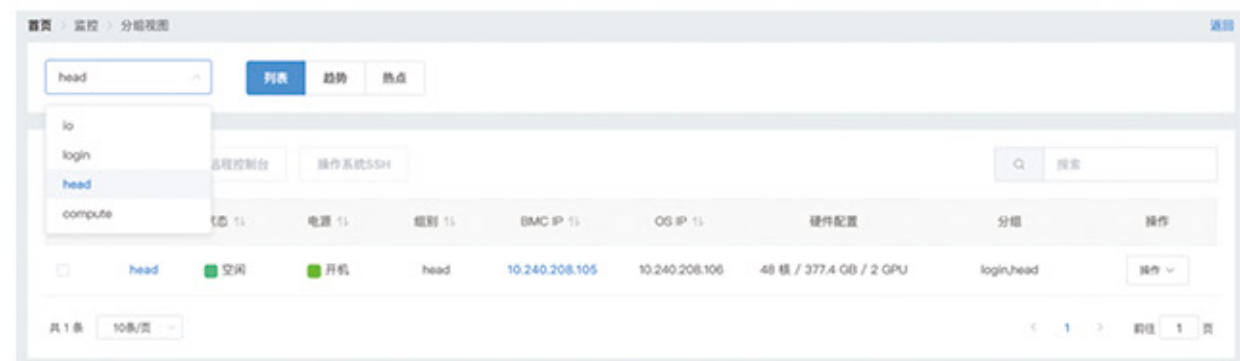 首页 > 监控 > 分组视图 返回
head 列表 趋势 热点
io
login
远程控制台 操作系统SSH 搜索
head
compute
状态 电源 组别 BMC IP OS IP 硬件配置 分组 操作
head 空闲 开机 head 10.240.208.105 10.240.208.106 48 核 / 377.4 GB / 2 GPU login,head 操作
共 1 条 10条/页 < 1 > 前往 1 页